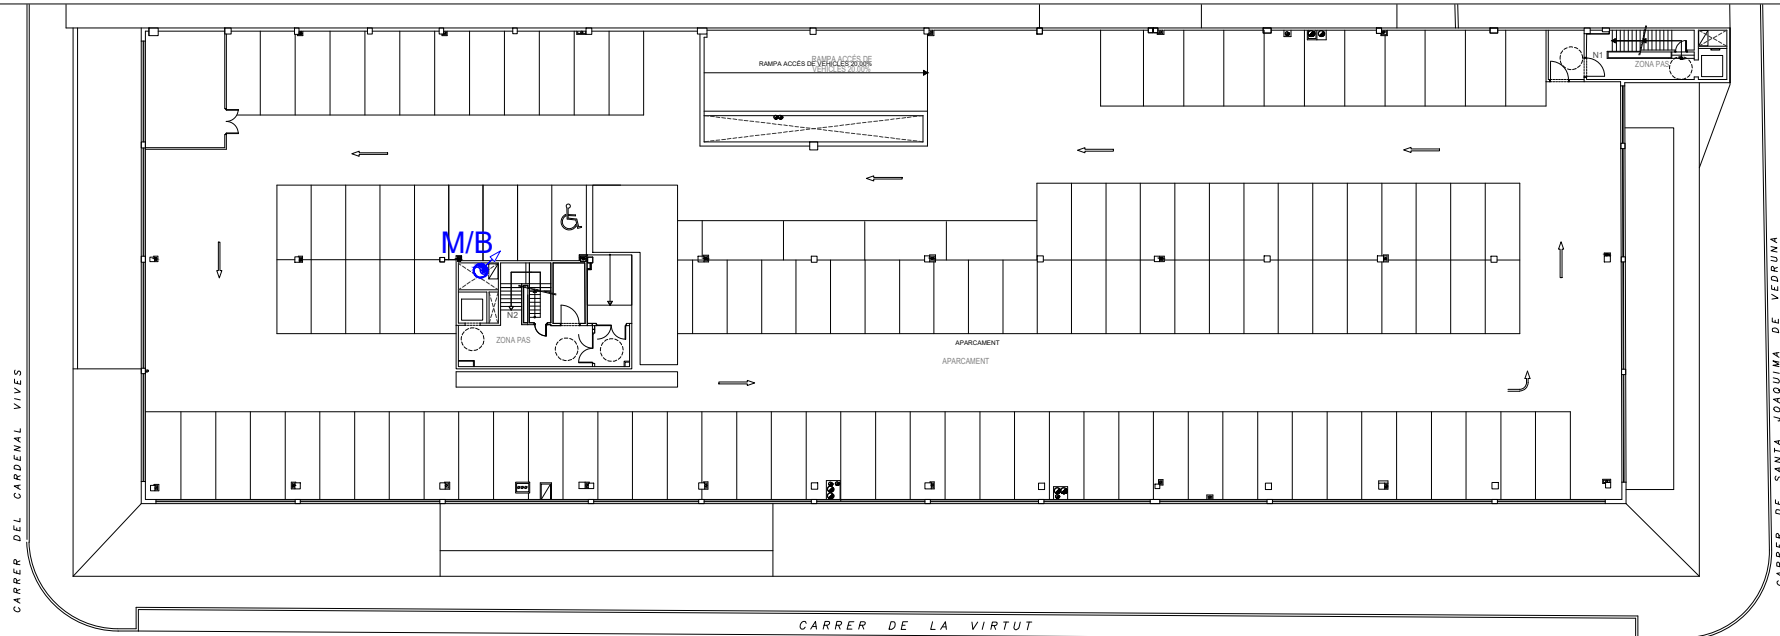 RAMPA ACCÉS DE
VEHICLES 20,00%
RAMPA ACCÉS DE VEHICLES 20,00%
N1
ZONA PAS
M/B
N2
ZONA PAS
APARCAMENT
APARCAMENT
CARRER DEL CARDENAL VIVES
CARRER DE SANTA JOAQUIMA DE VEDRUNA
CARRER DE LA VIRTUT